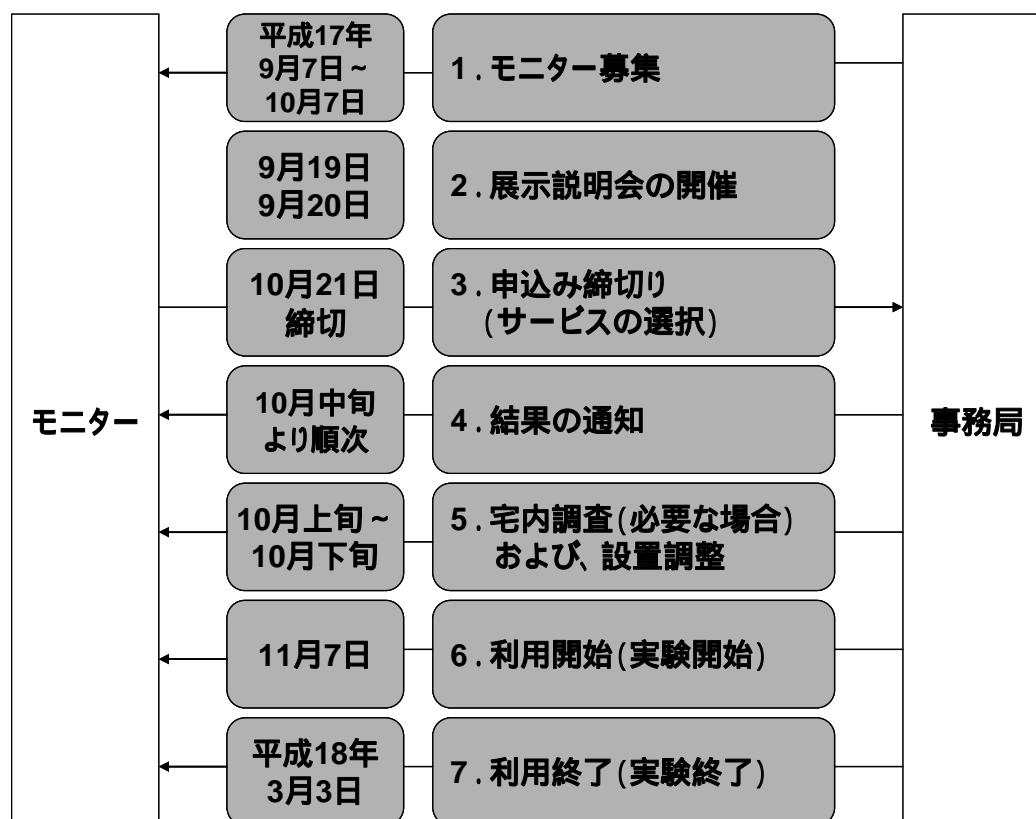 モニター
平成17年
9月7日~
10月7日
1.モニター募集
9月19日
9月20日
2.展示説明会の開催
10月21日
締切
3.申込み締切り
(サービスの選択)
10月中旬
より順次
4.結果の通知
10月上旬~
10月下旬
5.宅内調査(必要な場合)
および、設置調整
11月7日
6.利用開始(実験開始)
平成18年
3月3日
7.利用終了(実験終了)
事務局